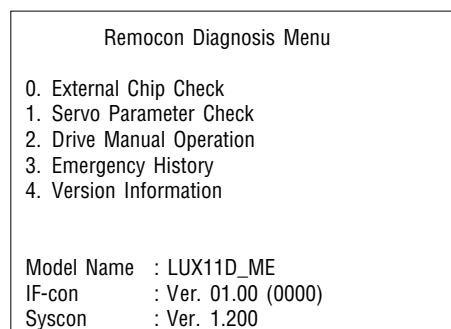 Remocon Diagnosis Menu
0. External Chip Check
1. Servo Parameter Check
2. Drive Manual Operation
3. Emergency History
4. Version Information
Model Name : LUX11D_ME
IF-con : Ver. 01.00 (0000)
Syscon : Ver. 1.200